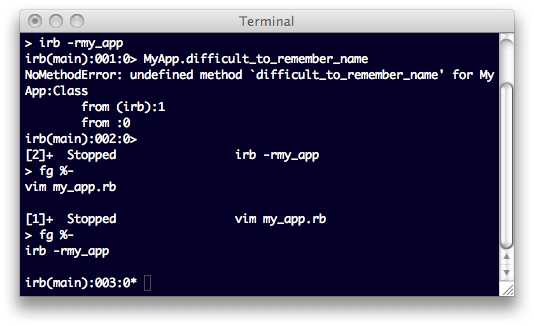 Terminal
> irb -rmy_app
irb(main):001:0> MyApp.difficult_to_remember_name
NoMethodError: undefined method `difficult_to_remember_name' for My
App:Class
        from (irb):1
        from :0
irb(main):002:0>
[2]+  Stopped                 irb -rmy_app
> fg %-
vim my_app.rb

[1]+  Stopped                 vim my_app.rb
> fg %-
irb -rmy_app

irb(main):003:0*